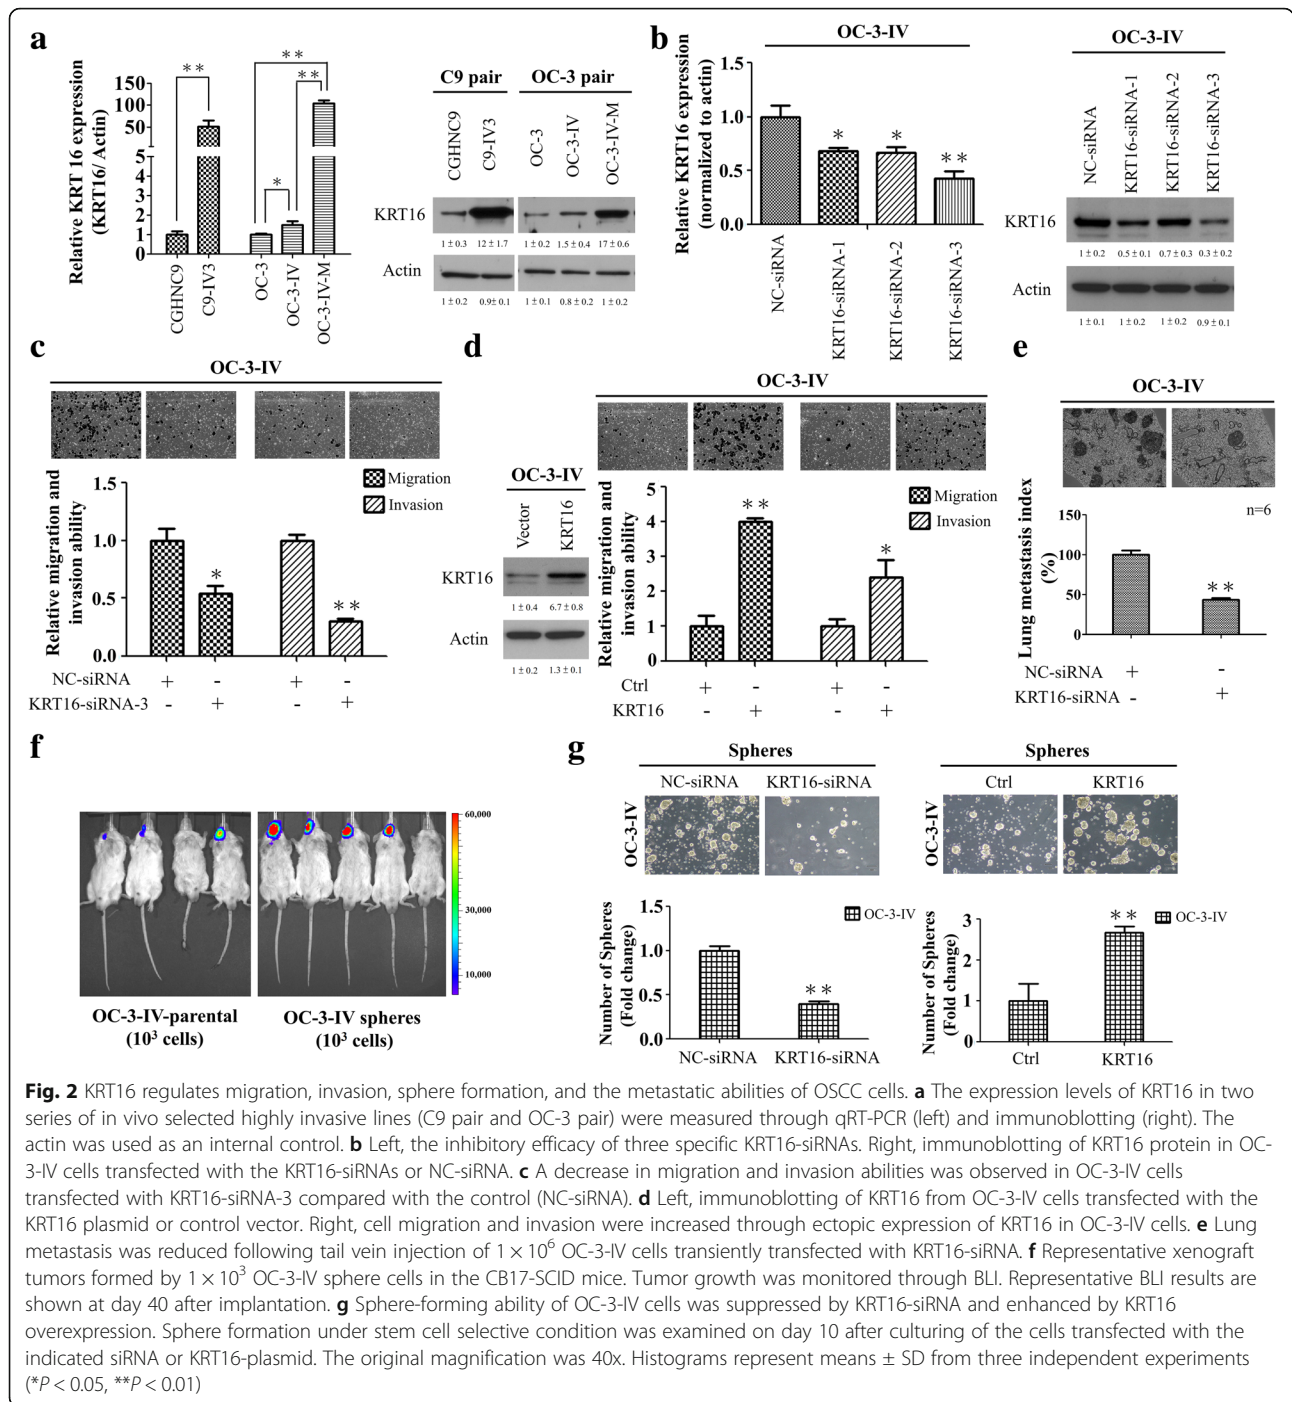 a
Relative KRT 16 expression
(KRT16/ Actin)
150
100
50
5
4
3
2
1
0
**
*
**
**
CGHNC9
C9-IV3
OC-3
OC-3-IV
OC-3-IV-M
C9 pair
OC-3 pair
CGHNC9
C9-IV3
OC-3
OC-3-IV
OC-3-IV-M
KRT16
1 ± 0.3 12 ± 1.7 1 ± 0.2 1.5 ± 0.4 17 ± 0.6
Actin
1 ± 0.2 0.9± 0.1 1 ± 0.1 0.8 ± 0.2 1 ± 0.2
b
OC-3-IV
Relative KRT16 expression
(normalized to actin)
1.5
1.0
0.5
0.0
*
*
**
NC-siRNA
KRT16-siRNA-1
KRT16-siRNA-2
KRT16-siRNA-3
OC-3-IV
NC-siRNA
KRT16-siRNA-1
KRT16-siRNA-2
KRT16-siRNA-3
KRT16
1 ± 0.2 0.5 ± 0.1 0.7 ± 0.3 0.3 ± 0.2
Actin
1 ± 0.1 1 ± 0.2 1 ± 0.2 0.9 ± 0.1
c
OC-3-IV
Relative migration and
invasion ability
1.5
1.0
0.5
0.0
Migration
Invasion
*
**
NC-siRNA + - + -
KRT16-siRNA-3 - + - +
d
OC-3-IV
OC-3-IV
Vector
KRT16
KRT16
1 ± 0.4 6.7 ± 0.8
Actin
1 ± 0.2 1.3 ± 0.1
Relative migration and
invasion ability
5
4
3
2
1
0
Migration
Invasion
**
*
Ctrl + - + -
KRT16 - + - +
e
OC-3-IV
n=6
Lung metastasis index
(%)
150
100
50
0
**
NC-siRNA + -
KRT16-siRNA - +
f
60,000
30,000
10,000
OC-3-IV-parental
(10³ cells)
OC-3-IV spheres
(10³ cells)
g
Spheres
NC-siRNA KRT16-siRNA
OC-3-IV
Number of Spheres
(Fold change)
1.5
1.0
0.5
0.0
OC-3-IV
**
NC-siRNA KRT16-siRNA
Spheres
Ctrl KRT16
OC-3-IV
Number of Spheres
(Fold change)
3
2
1
0
OC-3-IV
**
Ctrl KRT16
Fig. 2 KRT16 regulates migration, invasion, sphere formation, and the metastatic abilities of OSCC cells. a The expression levels of KRT16 in two
series of in vivo selected highly invasive lines (C9 pair and OC-3 pair) were measured through qRT-PCR (left) and immunoblotting (right). The
actin was used as an internal control. b Left, the inhibitory efficacy of three specific KRT16-siRNAs. Right, immunoblotting of KRT16 protein in OC-
3-IV cells transfected with the KRT16-siRNAs or NC-siRNA. c A decrease in migration and invasion abilities was observed in OC-3-IV cells
transfected with KRT16-siRNA-3 compared with the control (NC-siRNA). d Left, immunoblotting of KRT16 from OC-3-IV cells transfected with the
KRT16 plasmid or control vector. Right, cell migration and invasion were increased through ectopic expression of KRT16 in OC-3-IV cells. e Lung
metastasis was reduced following tail vein injection of 1 × 10⁶ OC-3-IV cells transiently transfected with KRT16-siRNA. f Representative xenograft
tumors formed by 1 × 10³ OC-3-IV sphere cells in the CB17-SCID mice. Tumor growth was monitored through BLI. Representative BLI results are
shown at day 40 after implantation. g Sphere-forming ability of OC-3-IV cells was suppressed by KRT16-siRNA and enhanced by KRT16
overexpression. Sphere formation under stem cell selective condition was examined on day 10 after culturing of the cells transfected with the
indicated siRNA or KRT16-plasmid. The original magnification was 40x. Histograms represent means ± SD from three independent experiments
(*P < 0.05, **P < 0.01)